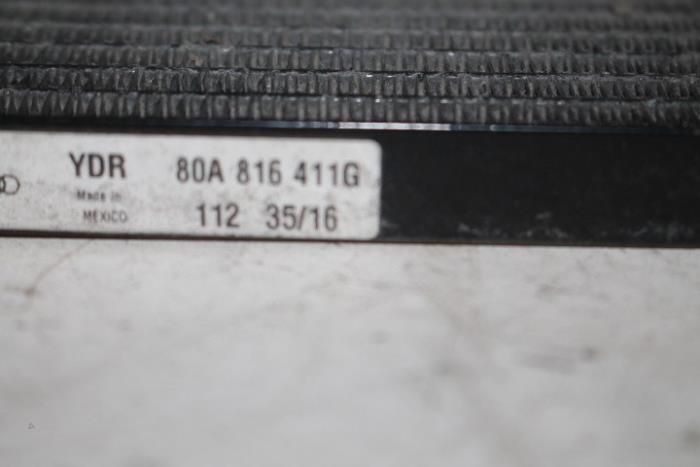 YDR 80A 816 411G
Made in
MEXICO 112 35/16